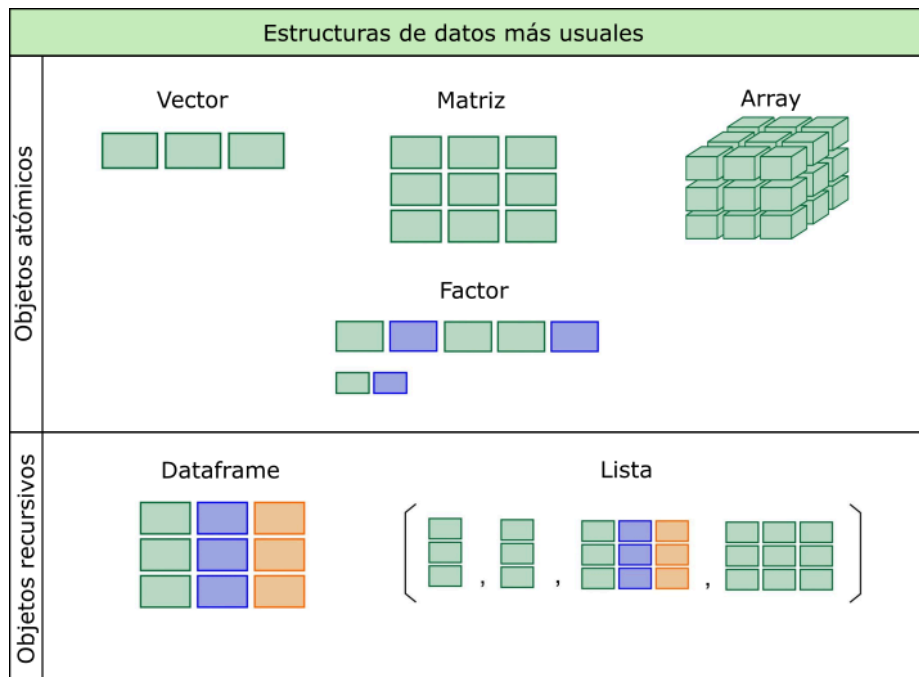 Estructuras de datos más usuales
Objetos atómicos
Vector
Matriz
Array
Factor
Objetos recursivos
Dataframe
Lista
( , , , )